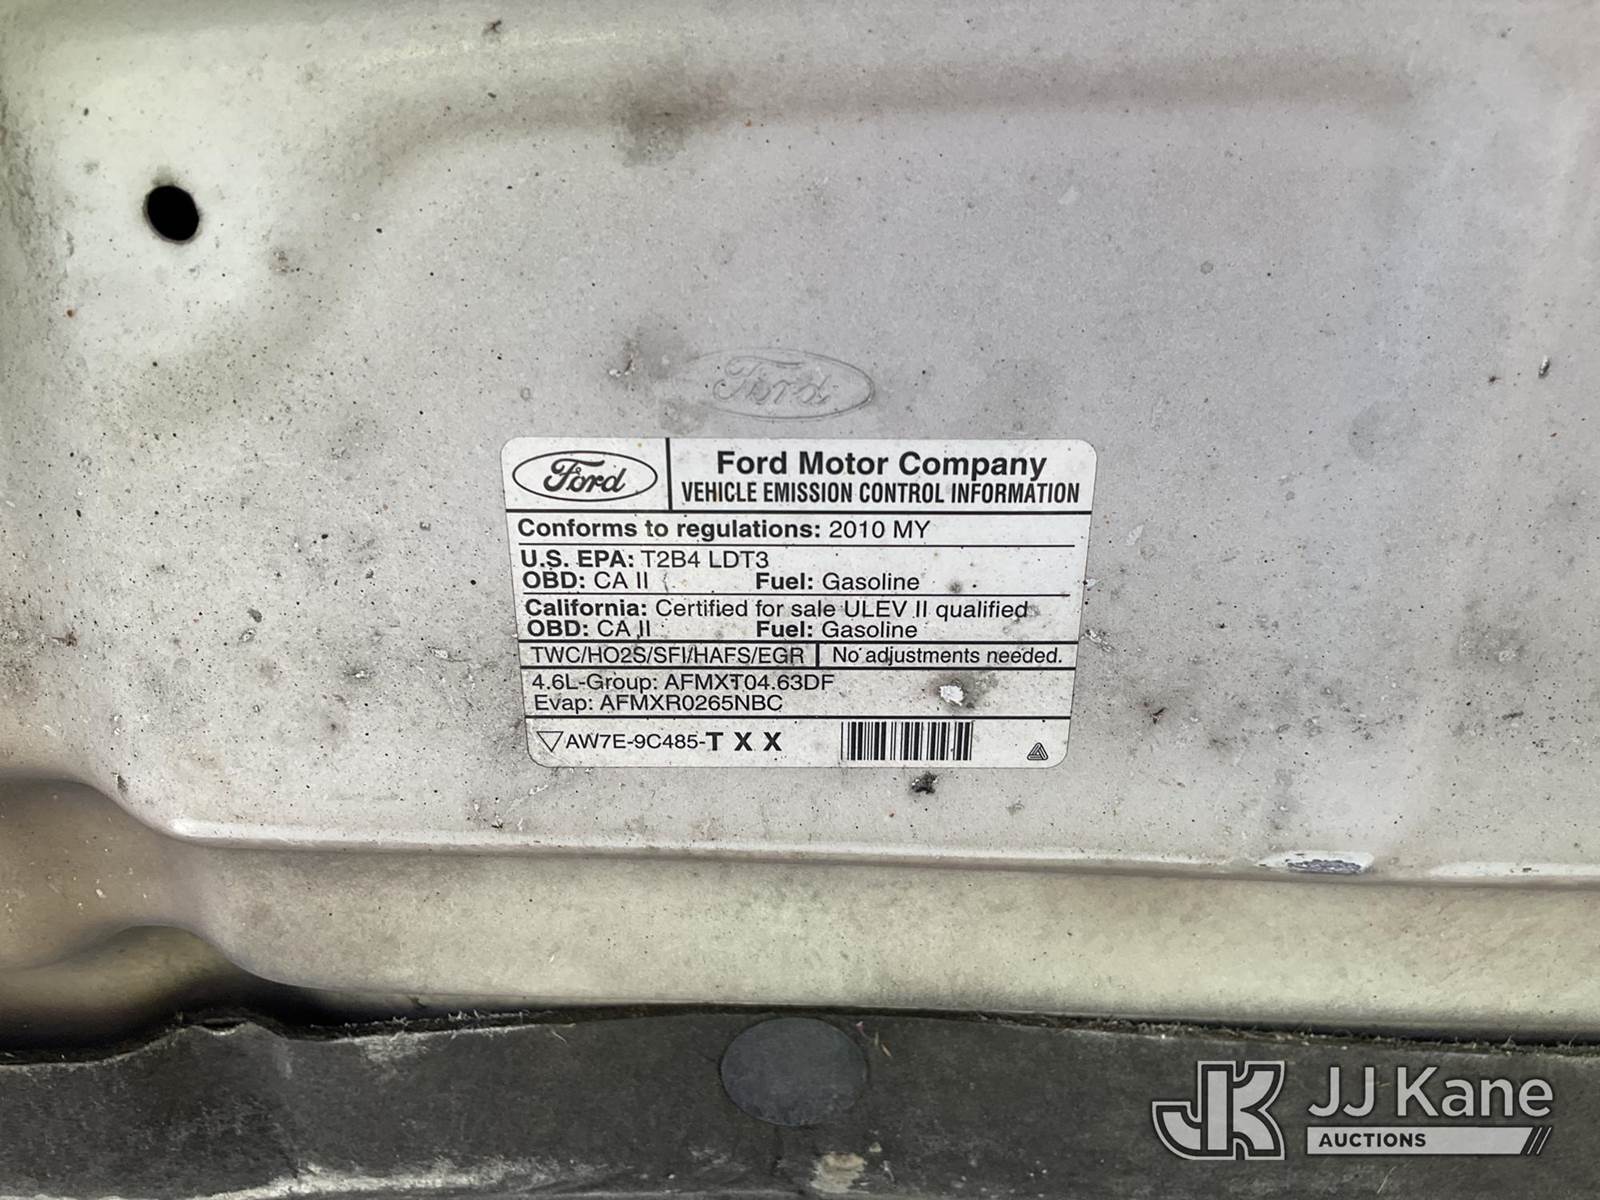 Ford
Ford
Ford Motor Company
VEHICLE EMISSION CONTROL INFORMATION
Conforms to regulations: 2010 MY
U.S. EPA: T2B4 LDT3
OBD: CA II Fuel: Gasoline
California: Certified for sale ULEV II qualified
OBD: CA II Fuel: Gasoline
TWC/HO2S/SFI/HAFS/EGR No adjustments needed.
4.6L-Group: AFMXT04.63DF
Evap: AFMXR0265NBC
AW7E-9C485-T X X
JK JJ Kane
AUCTIONS